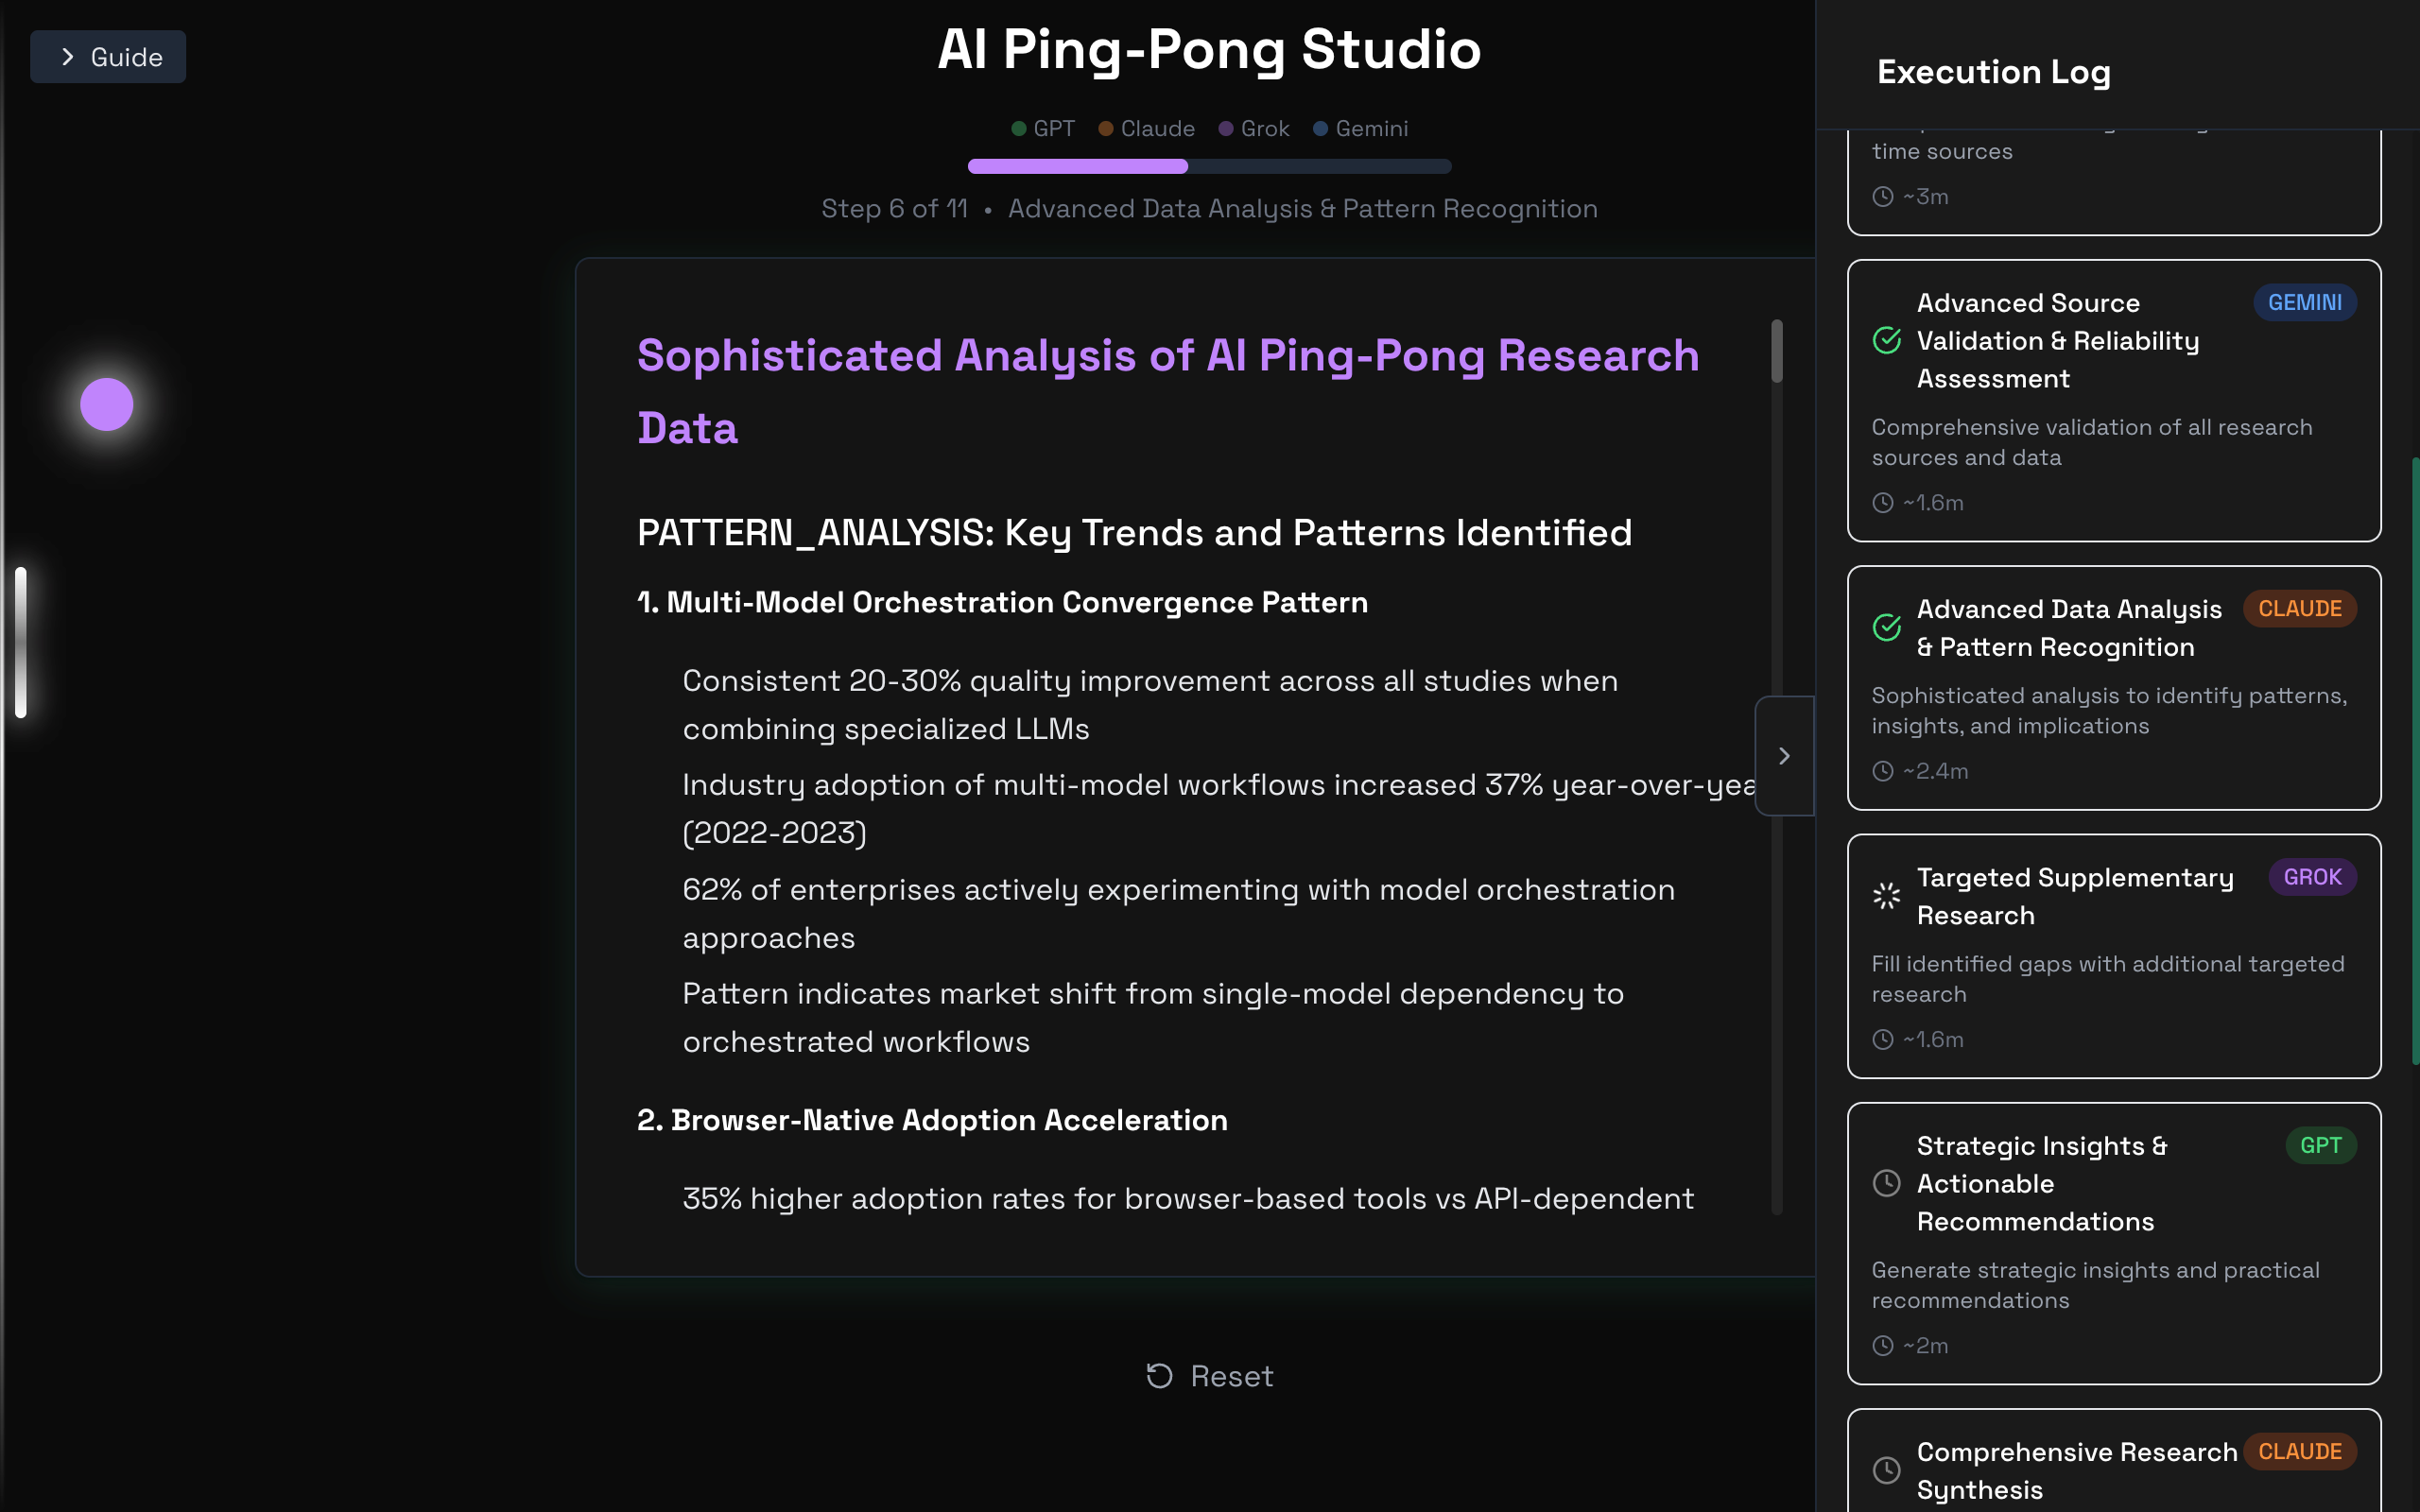 Guide
AI Ping-Pong Studio
GPT Claude Grok Gemini
Step 6 of 11 • Advanced Data Analysis & Pattern Recognition
Sophisticated Analysis of AI Ping-Pong Research
Data
PATTERN_ANALYSIS: Key Trends and Patterns Identified
1. Multi-Model Orchestration Convergence Pattern
Consistent 20-30% quality improvement across all studies when
combining specialized LLMs
Industry adoption of multi-model workflows increased 37% year-over-yea
(2022-2023)
62% of enterprises actively experimenting with model orchestration
approaches
Pattern indicates market shift from single-model dependency to
orchestrated workflows
2. Browser-Native Adoption Acceleration
35% higher adoption rates for browser-based tools vs API-dependent
Reset
Execution Log
time sources
~3m
Advanced Source
Validation & Reliability
Assessment
GEMINI
Comprehensive validation of all research
sources and data
~1.6m
Advanced Data Analysis
& Pattern Recognition
CLAUDE
Sophisticated analysis to identify patterns,
insights, and implications
~2.4m
Targeted Supplementary
Research
GROK
Fill identified gaps with additional targeted
research
~1.6m
Strategic Insights &
Actionable
Recommendations
GPT
Generate strategic insights and practical
recommendations
~2m
Comprehensive Research
Synthesis
CLAUDE